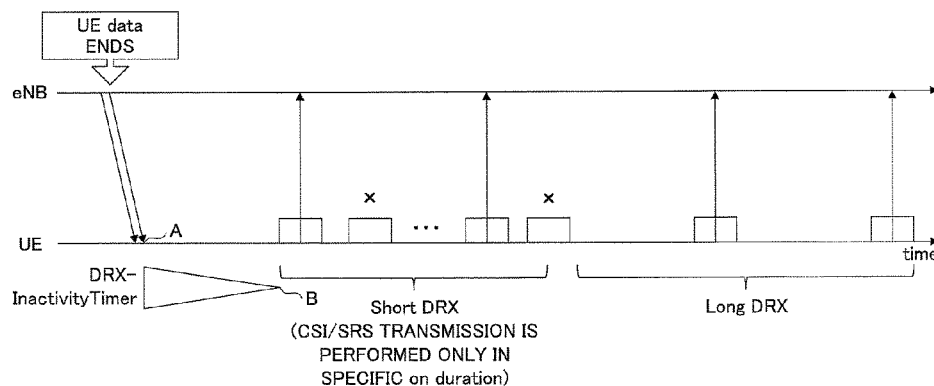 UE data
ENDS
eNB
A
×
...
×
UE
time
DRX-
InactivityTimer
B
Short DRX
(CSI/SRS TRANSMISSION IS
PERFORMED ONLY IN
SPECIFIC on duration)
Long DRX